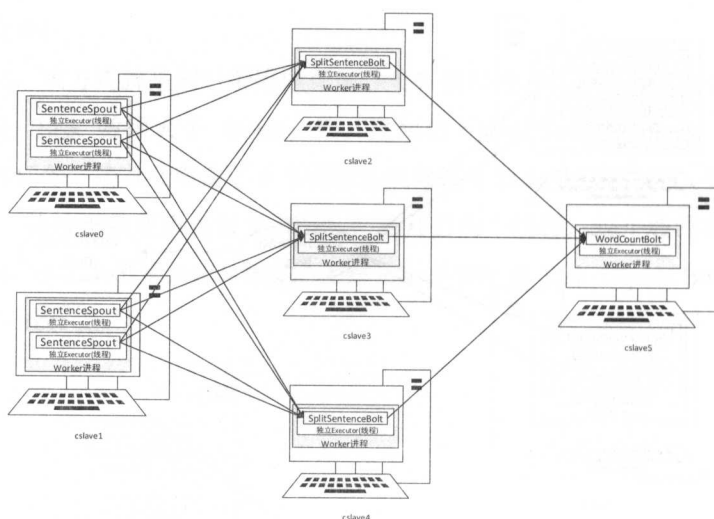 SentenceSpout
独立Executor(线程)
SentenceSpout
独立Executor(线程)
Worker进程
cslave0
SentenceSpout
独立Executor(线程)
SentenceSpout
独立Executor(线程)
Worker进程
cslave1
SplitSentenceBolt
独立Executor(线程)
Worker进程
cslave2
SplitSentenceBolt
独立Executor(线程)
Worker进程
cslave3
SplitSentenceBolt
独立Executor(线程)
Worker进程
cslave4
WordCountBolt
独立Executor(线程)
Worker进程
cslave5